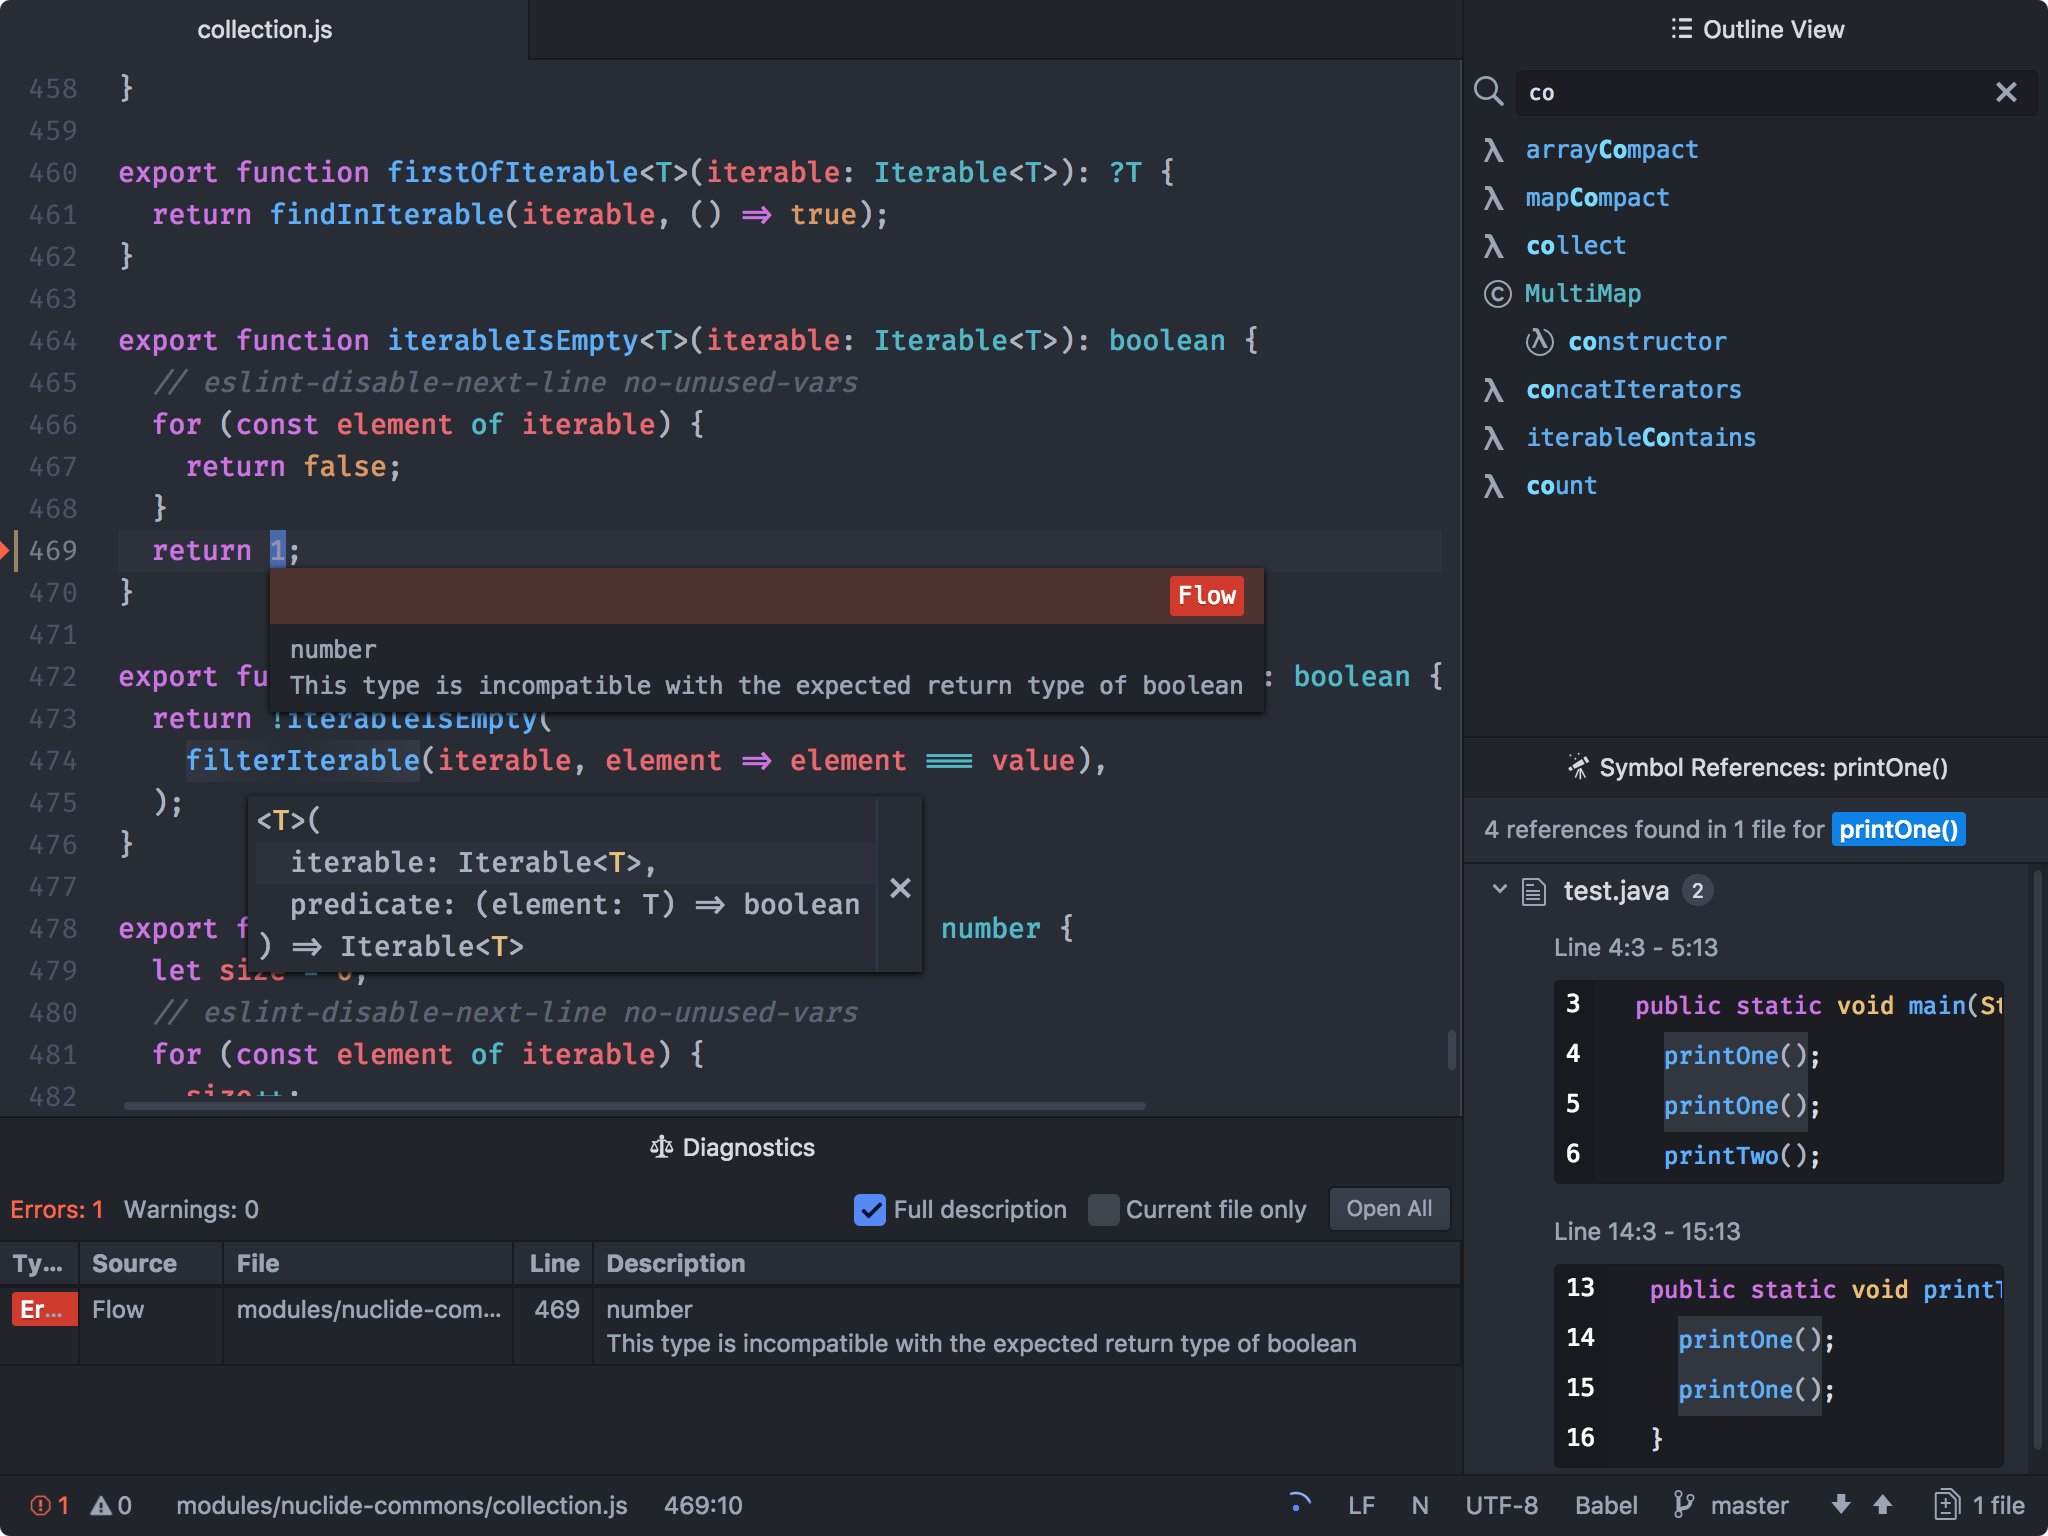 collection.js
458 }
459
460 export function firstOfIterable<T>(iterable: Iterable<T>): ?T {
461 return findInIterable(iterable, () => true);
462 }
463
464 export function iterableIsEmpty<T>(iterable: Iterable<T>): boolean {
465 // eslint-disable-next-line no-unused-vars
466 for (const element of iterable) {
467 return false;
468 }
469 return 1;
470 }
Flow
471
number
472 export fu : boolean {
This type is incompatible with the expected return type of boolean
473 return !iterableIsEmpty(
474 filterIterable(iterable, element => element === value),
475 );
476 }
<T>(
iterable: Iterable<T>,
predicate: (element: T) => boolean
) => Iterable<T>
477
478 export f number {
479 let size = 0,
480 // eslint-disable-next-line no-unused-vars
481 for (const element of iterable) {
482 size++;
Diagnostics
Errors: 1 Warnings: 0 Full description Current file only Open All
Ty... Source File Line Description
Er... Flow modules/nuclide-com... 469 number
This type is incompatible with the expected return type of boolean
Outline View
co
λ arrayCompact
λ mapCompact
λ collect
C MultiMap
λ constructor
λ concatIterators
λ iterableContains
λ count
Symbol References: printOne()
4 references found in 1 file for printOne()
test.java 2
Line 4:3 - 5:13
3 public static void main(St
4 printOne();
5 printOne();
6 printTwo();
Line 14:3 - 15:13
13 public static void printT
14 printOne();
15 printOne();
16 }
1 0 modules/nuclide-commons/collection.js 469:10 LF N UTF-8 Babel master 1 file